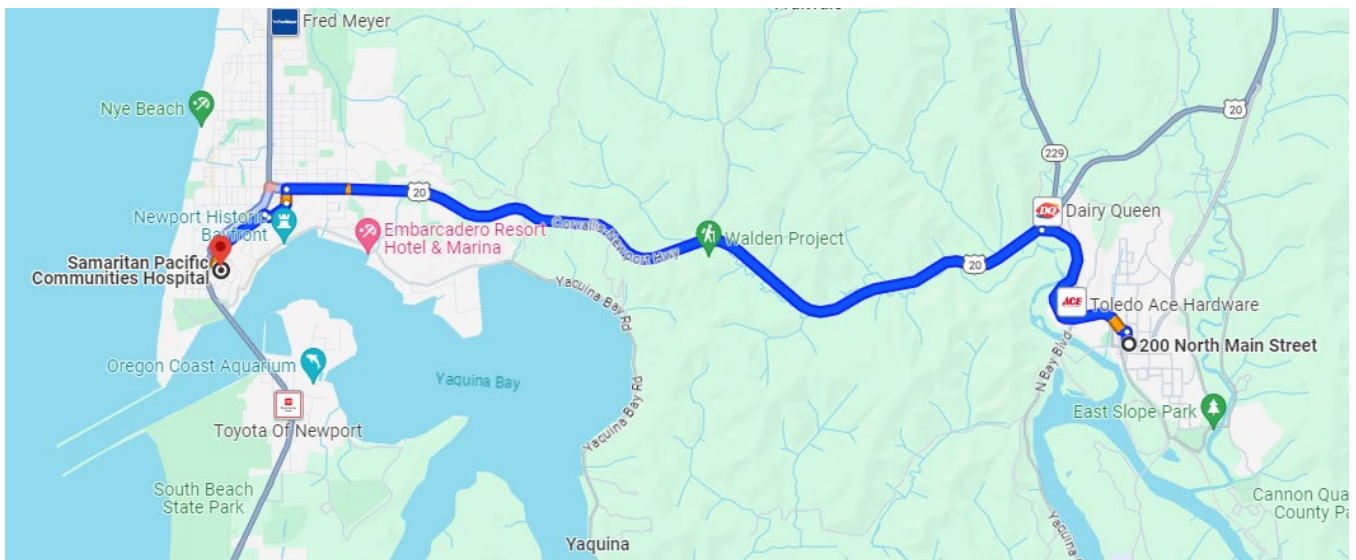 Fred Meyer
Nye Beach
20
229
20
Dairy Queen
Newport Historic
Bayfront
Embarcadero Resort
Hotel & Marina
Corvallis-Newport Hwy
Walden Project
20
Samaritan Pacific
Communities Hospital
Yaquina Bay Rd
ACE
Toledo Ace Hardware
200 North Main Street
N Bay Blvd
Oregon Coast Aquarium
Yaquina Bay
Yaquina Bay Rd
East Slope Park
Toyota Of Newport
South Beach
State Park
Cannon Qua
County Pa
Yaquina
Yaquina
DQ